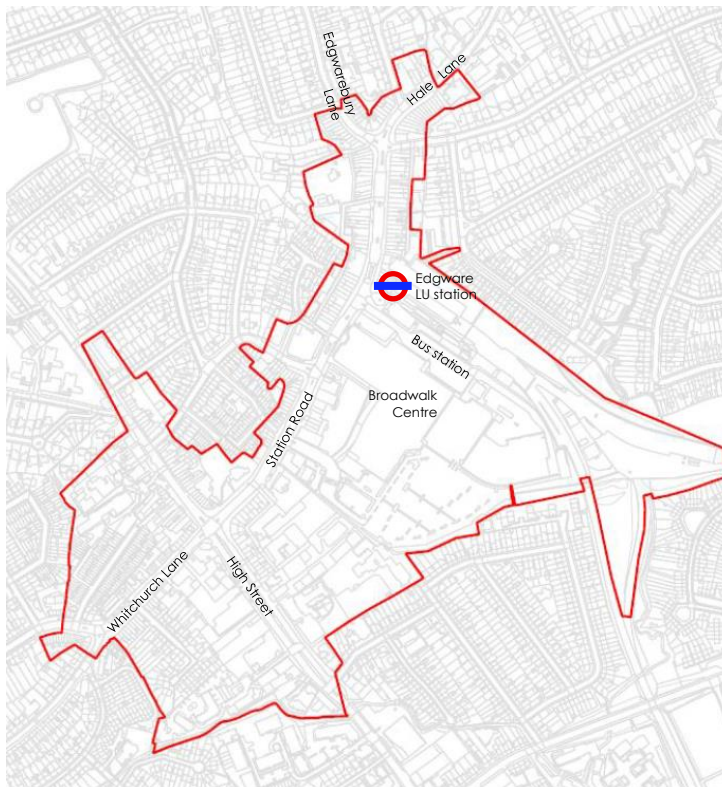 Edgwarebury
Lane
Hale Lane
Edgware
LU station
Bus station
Broadwalk
Centre
Station Road
Whitchurch Lane
High Street